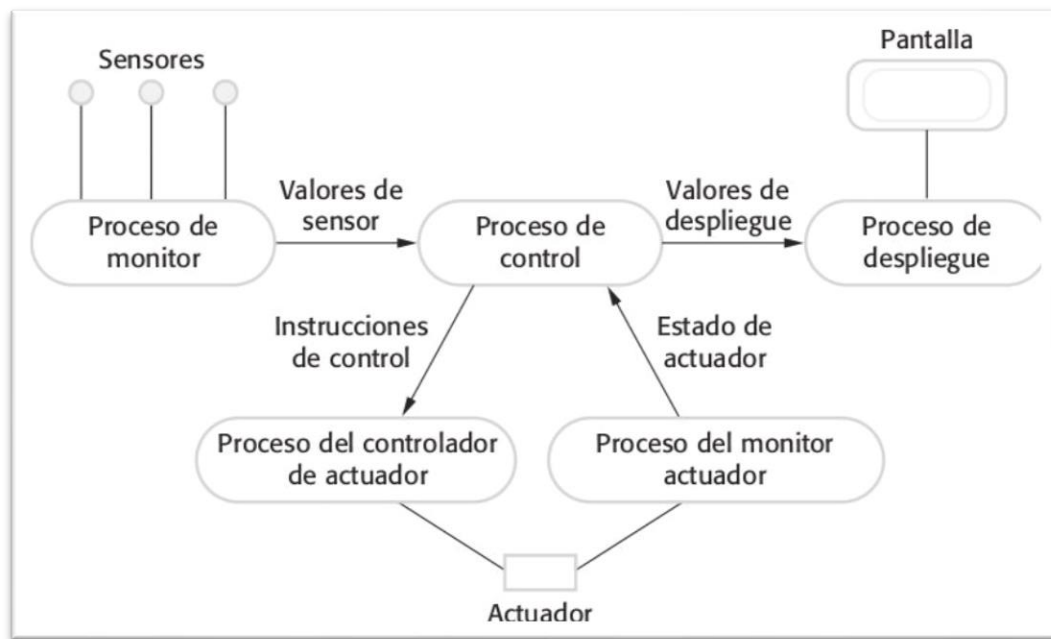 Sensores
Pantalla
Proceso de
monitor
Valores de
sensor
Proceso de
control
Valores de
despliegue
Proceso de
despliegue
Instrucciones
de control
Estado de
actuador
Proceso del controlador
de actuador
Proceso del monitor
actuador
Actuador